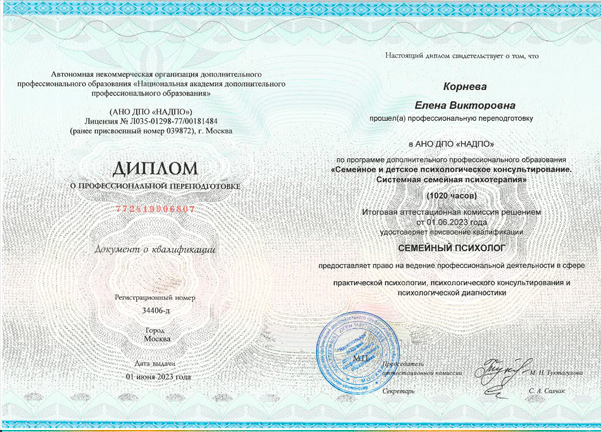 Автономная некоммерческая организация дополнительного
профессионального образования «Национальная академия дополнительного
профессионального образования»
(АНО ДПО «НАДПО»)
Лицензия № Л035-01298-77/00181484
(ранее присвоенный номер 039872), г. Москва
ДИПЛОМ
О ПРОФЕССИОНАЛЬНОЙ ПЕРЕПОДГОТОВКЕ
772419906807
Документ о квалификации
Регистрационный номер
34406-д
Город
Москва
Дата выдачи
01 июня 2023 года
Настоящий диплом свидетельствует о том, что
Корнева
Елена Викторовна
прошел(а) профессиональную переподготовку
в АНО ДПО «НАДПО»
по программе дополнительного профессионального образования
«Семейное и детское психологическое консультирование.
Системная семейная психотерапия»
(1020 часов)
Итоговая аттестационная комиссия решением
от 01.06.2023 года
удостоверяет присвоение квалификации
СЕМЕЙНЫЙ ПСИХОЛОГ
предоставляет право на ведение профессиональной деятельности в сфере
практической психологии, психологического консультирования и
психологической диагностики
М.П.
Председатель
аттестационной комиссии
М. Н.
Секретарь
С. А.